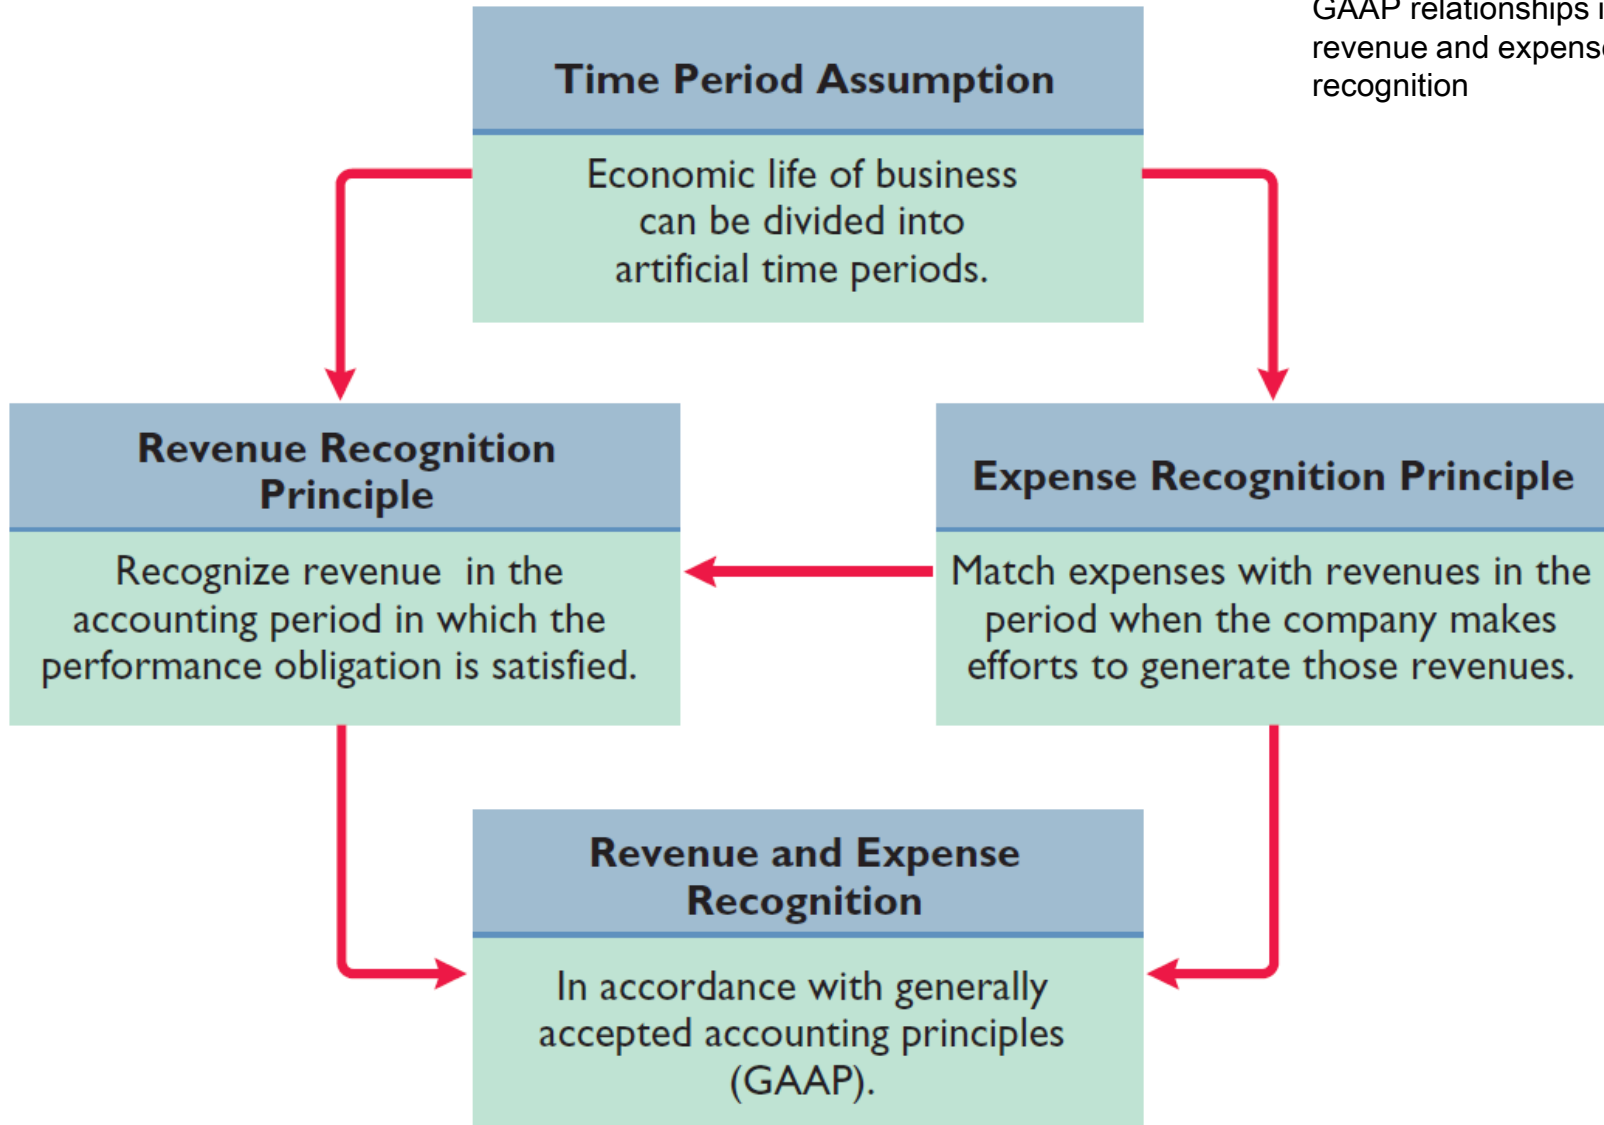 GAAP relationships i
revenue and expense
recognition
Time Period Assumption
Economic life of business
can be divided into
artificial time periods.
Revenue Recognition
Principle
Recognize revenue in the
accounting period in which the
performance obligation is satisfied.
Expense Recognition Principle
Match expenses with revenues in the
period when the company makes
efforts to generate those revenues.
Revenue and Expense
Recognition
In accordance with generally
accepted accounting principles
(GAAP).